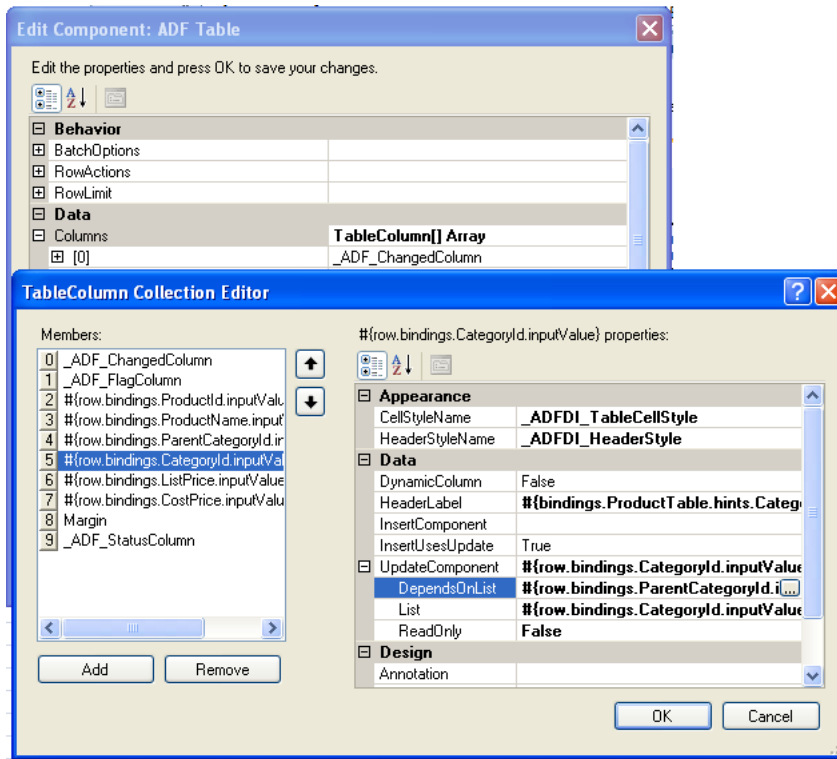 Edit Component: ADF Table
Edit the properties and press OK to save your changes.
Behavior
BatchOptions
RowActions
RowLimit
Data
Columns TableColumn[] Array
[0] _ADF_ChangedColumn
TableColumn Collection Editor
Members:
0 _ADF_ChangedColumn
1 _ADF_FlagColumn
2 #{row.bindings.ProductId.inputValu
3 #{row.bindings.ProductName.input
4 #{row.bindings.ParentCategoryId.ir
5 #{row.bindings.CategoryId.inputVal
6 #{row.bindings.ListPrice.inputValue
7 #{row.bindings.CostPrice.inputValu
8 Margin
9 _ADF_StatusColumn
Add Remove
#{row.bindings.CategoryId.inputValue} properties:
Appearance
CellStyleName _ADFDI_TableCellStyle
HeaderStyleName _ADFDI_HeaderStyle
Data
DynamicColumn False
HeaderLabel #{bindings.ProductTable.hints.Categ
InsertComponent
InsertUsesUpdate True
UpdateComponent #{row.bindings.CategoryId.inputValue
DependsOnList #{row.bindings.ParentCategoryId.i ...
List #{row.bindings.CategoryId.inputValue
ReadOnly False
Design
Annotation
OK Cancel